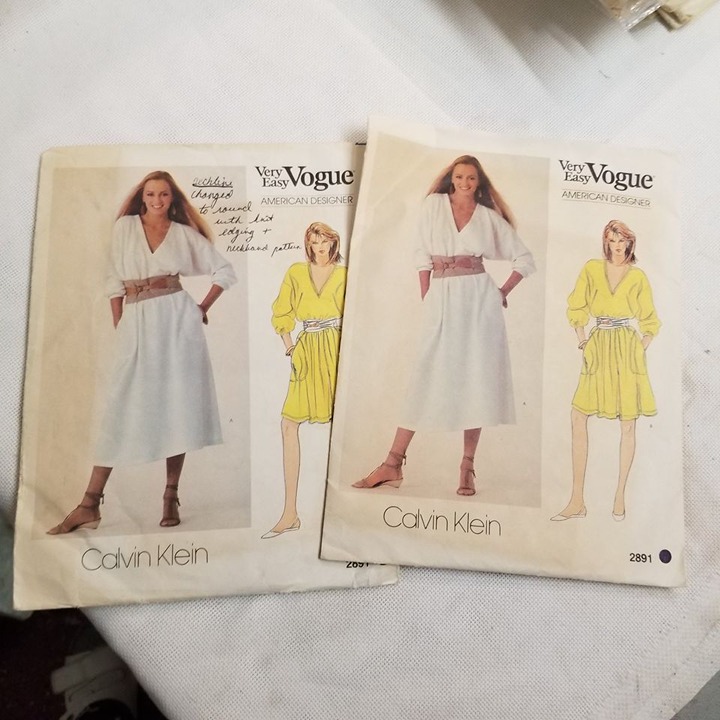 neckline
changed
to round
with knit
edging +
neckband pattern
Very
Easy Vogue
AMERICAN DESIGNER
Calvin Klein
2891
Very
Easy Vogue
AMERICAN DESIGNER
Calvin Klein
2891